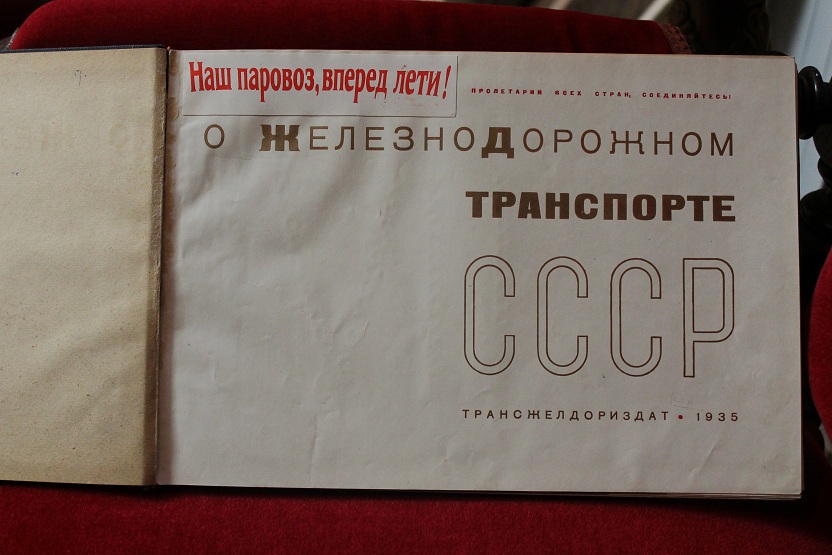 Наш паровоз, вперед лети!
ПРОЛЕТАРИИ ВСЕХ СТРАН, СОЕДИНЯЙТЕСЬ!
О ЖЕЛЕЗНОДОРОЖНОМ
ТРАНСПОРТЕ
СССР
ТРАНСЖЕЛДОРИЗДАТ • 1935